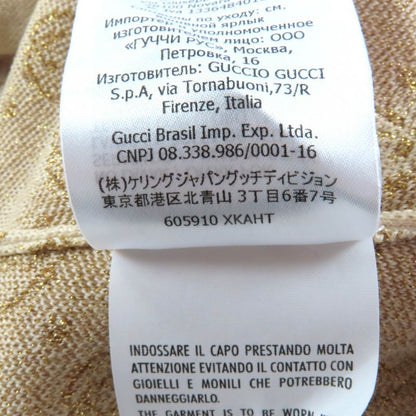 Импортеры по уходу: см.
ярлык
Уполномоченное
лицо: ООО
"ГУЧЧИ РУС", Москва,
Петровка, 16
Изготовитель: GUCCIO GUCCI
S.p.A, via Tornabuoni,73/R
Firenze, Italia
Gucci Brasil Imp. Exp. Ltda.
CNPJ 08.338.986/0001-16
(株)ケリングジャパングッチディビジョン
東京都港区北青山 3丁目6番7号
605910 XKAHT
INDOSSARE IL CAPO PRESTANDO MOLTA
ATTENZIONE EVITANDO IL CONTATTO CON
GIOIELLI E MONILI CHE POTREBBERO
DANNEGGIARLO.
THE GARMENT IS TO BE WORN